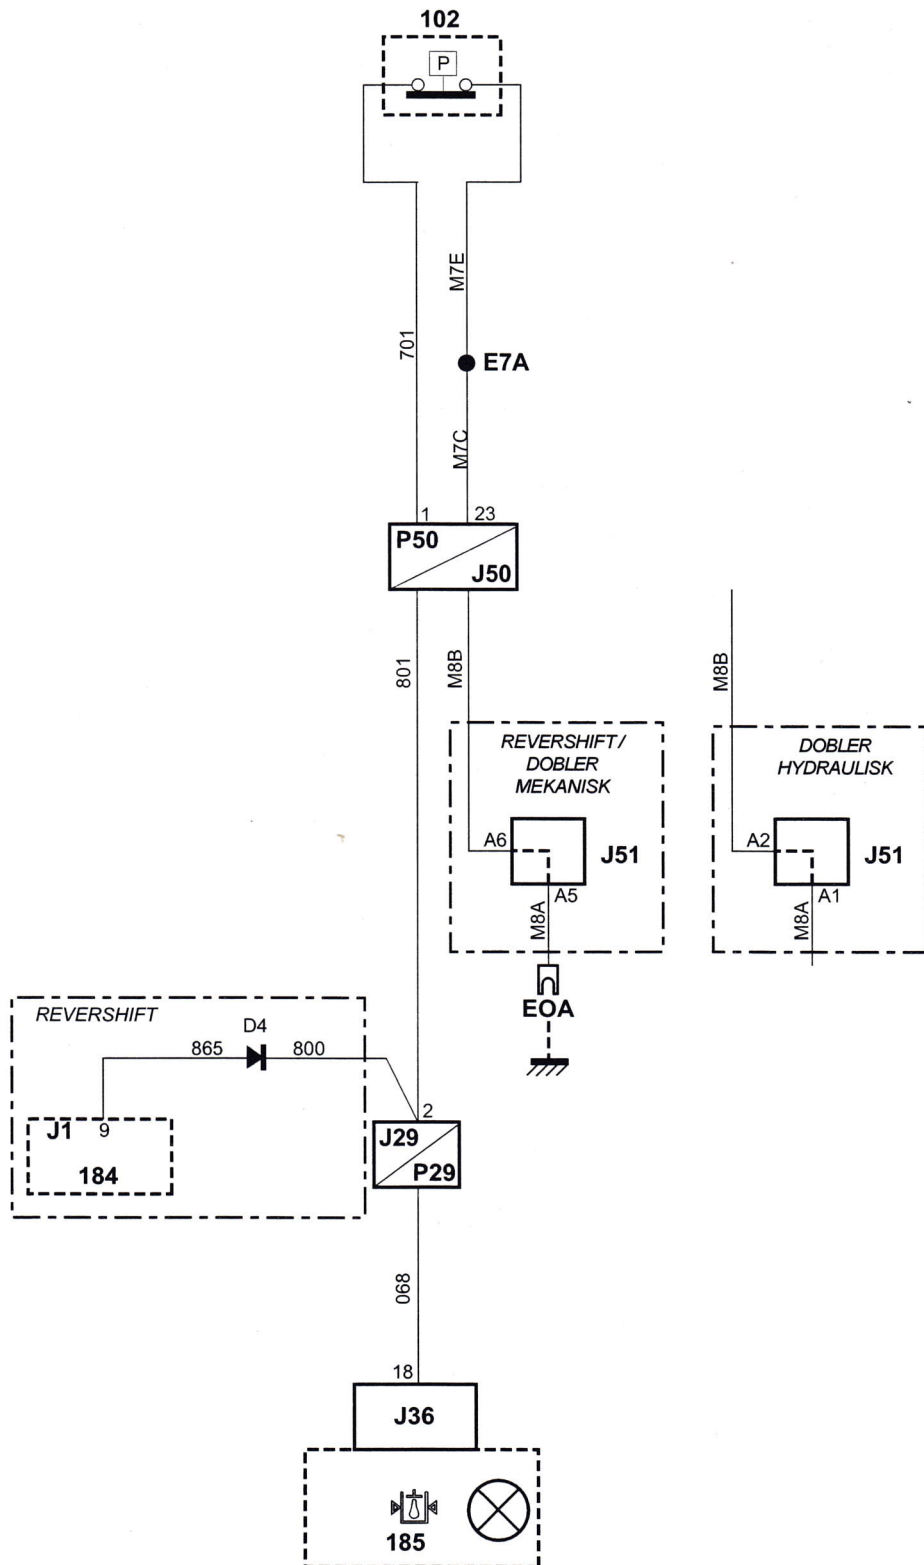 102
P
M7E
701
E7A
M7C
1
23
P50
J50
801
M8B
M8B
REVERSHIFT/
DOBLER
MEKANISK
DOBLER
HYDRAULISK
A6
J51
A2
J51
A5
A1
M8A
M8A
EOA
REVERSHIFT
D4
865
800
2
J1
9
J29
184
P29
068
18
J36
185